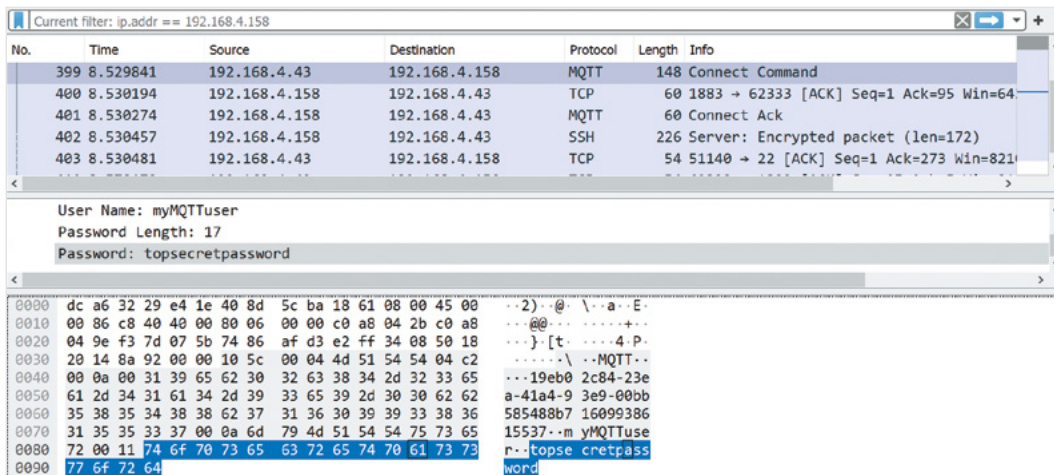 Current filter: ip.addr == 192.168.4.158
No. Time Source Destination Protocol Length Info
399 8.529841 192.168.4.43 192.168.4.158 MQTT 148 Connect Command
400 8.530194 192.168.4.158 192.168.4.43 TCP 60 1883 → 62333 [ACK] Seq=1 Ack=95 Win=64
401 8.530274 192.168.4.158 192.168.4.43 MQTT 60 Connect Ack
402 8.530457 192.168.4.158 192.168.4.43 SSH 226 Server: Encrypted packet (len=172)
403 8.530481 192.168.4.43 192.168.4.158 TCP 54 51140 → 22 [ACK] Seq=1 Ack=273 Win=821
User Name: myMQTTuser
Password Length: 17
Password: topsecretpassword
0000 dc a6 32 29 e4 1e 40 8d 5c ba 18 61 08 00 45 00 ··2)··@· \··a··E·
0010 00 86 c8 40 40 00 80 06 00 00 c0 a8 04 2b c0 a8 ···@@··· ·····+··
0020 04 9e f3 7d 07 5b 74 86 af d3 e2 ff 34 08 50 18 ···}·[t· ····4·P·
0030 20 14 8a 92 00 00 10 5c 00 04 4d 51 54 54 04 c2 ······\ ··MQTT··
0040 00 0a 00 31 39 65 62 30 32 63 38 34 2d 32 33 65 ···19eb0 2c84-23e
0050 61 2d 34 31 61 34 2d 39 33 65 39 2d 30 30 62 62 a-41a4-9 3e9-00bb
0060 35 38 35 34 38 38 62 37 31 36 30 39 39 33 38 36 585488b7 16099386
0070 31 35 35 33 37 00 0a 6d 79 4d 51 54 54 75 73 65 15537··m yMQTTuse
0080 72 00 11 74 6f 70 73 65 63 72 65 74 70 61 73 73 r··topse cretpass
0090 77 6f 72 64 word